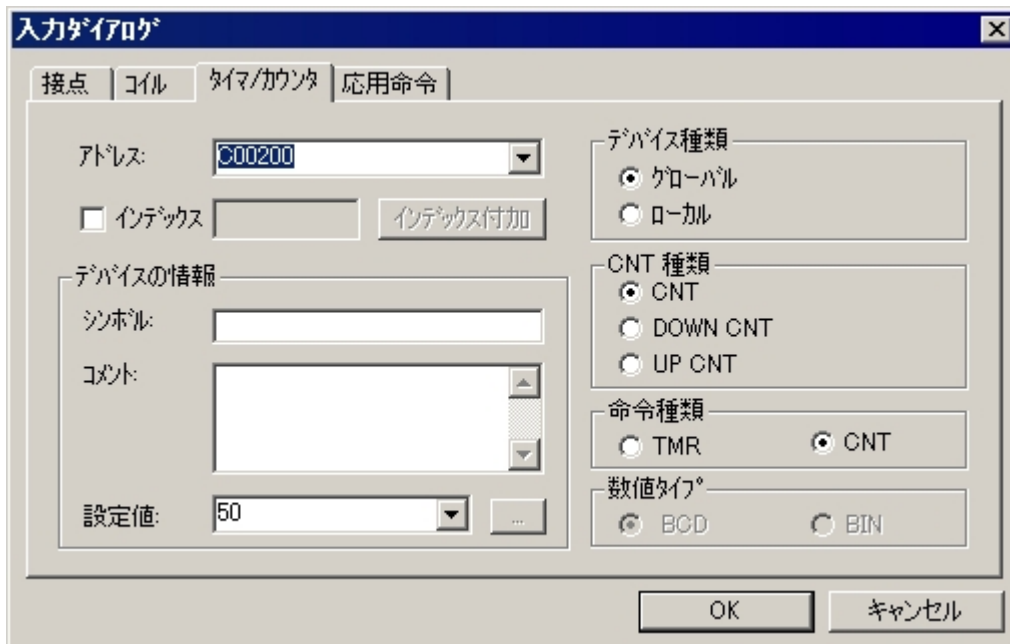 入力ﾀﾞｲｱﾛｸﾞ
接点 ｺｲﾙ ﾀｲﾏ/ｶｳﾝﾀ 応用命令
ｱﾄﾞﾚｽ: C00200
ｲﾝﾃﾞｯｸｽ ｲﾝﾃﾞｯｸｽ付加
ﾃﾞﾊﾞｲｽの情報
ｼﾝﾎﾞﾙ:
ｺﾒﾝﾄ:
設定値: 50 ...
ﾃﾞﾊﾞｲｽ種類
ｸﾞﾛｰﾊﾞﾙ
ﾛｰｶﾙ
CNT 種類
CNT
DOWN CNT
UP CNT
命令種類
TMR CNT
数値ﾀｲﾌﾟ
BCD BIN
OK キャンセル